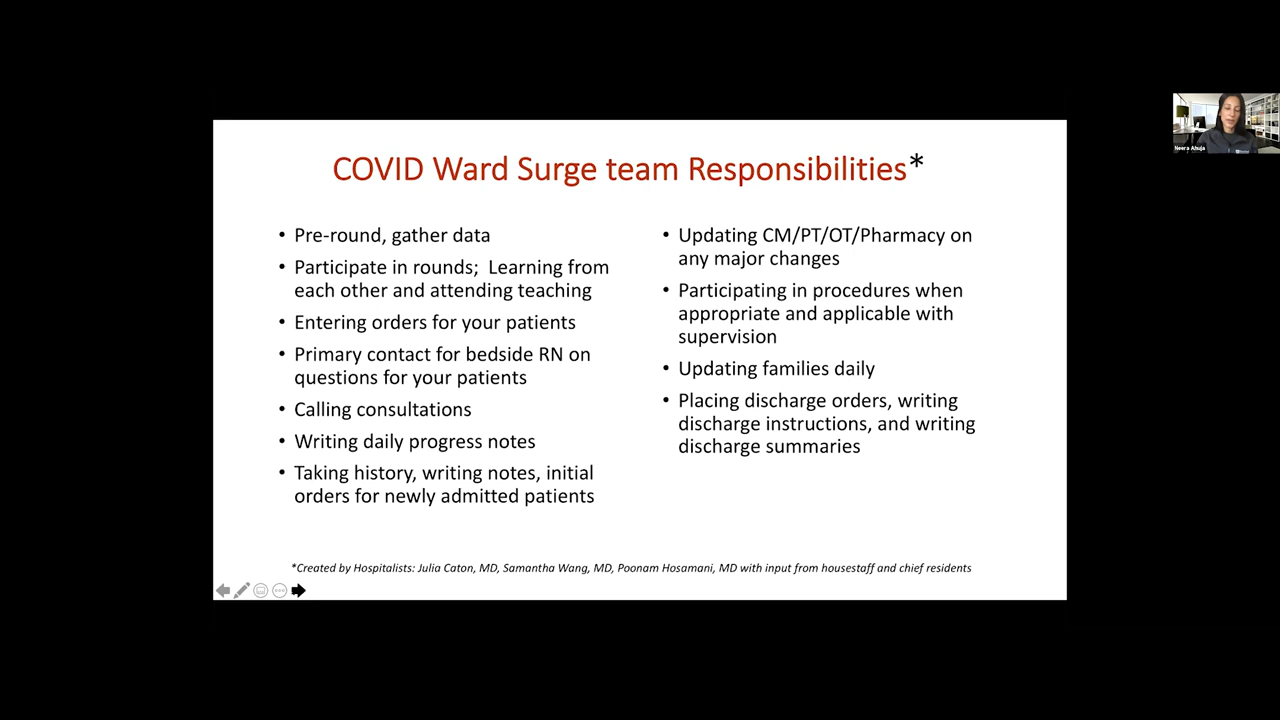 COVID Ward Surge team Responsibilities*
• Pre-round, gather data
• Participate in rounds; Learning from
each other and attending teaching
• Entering orders for your patients
• Primary contact for bedside RN on
questions for your patients
• Calling consultations
• Writing daily progress notes
• Taking history, writing notes, initial
orders for newly admitted patients
• Updating CM/PT/OT/Pharmacy on
any major changes
• Participating in procedures when
appropriate and applicable with
supervision
• Updating families daily
• Placing discharge orders, writing
discharge instructions, and writing
discharge summaries
*Created by Hospitalists: Julia Caton, MD, Samantha Wang, MD, Poonam Hosamani, MD with input from housestaff and chief residents
Neera Ahuja